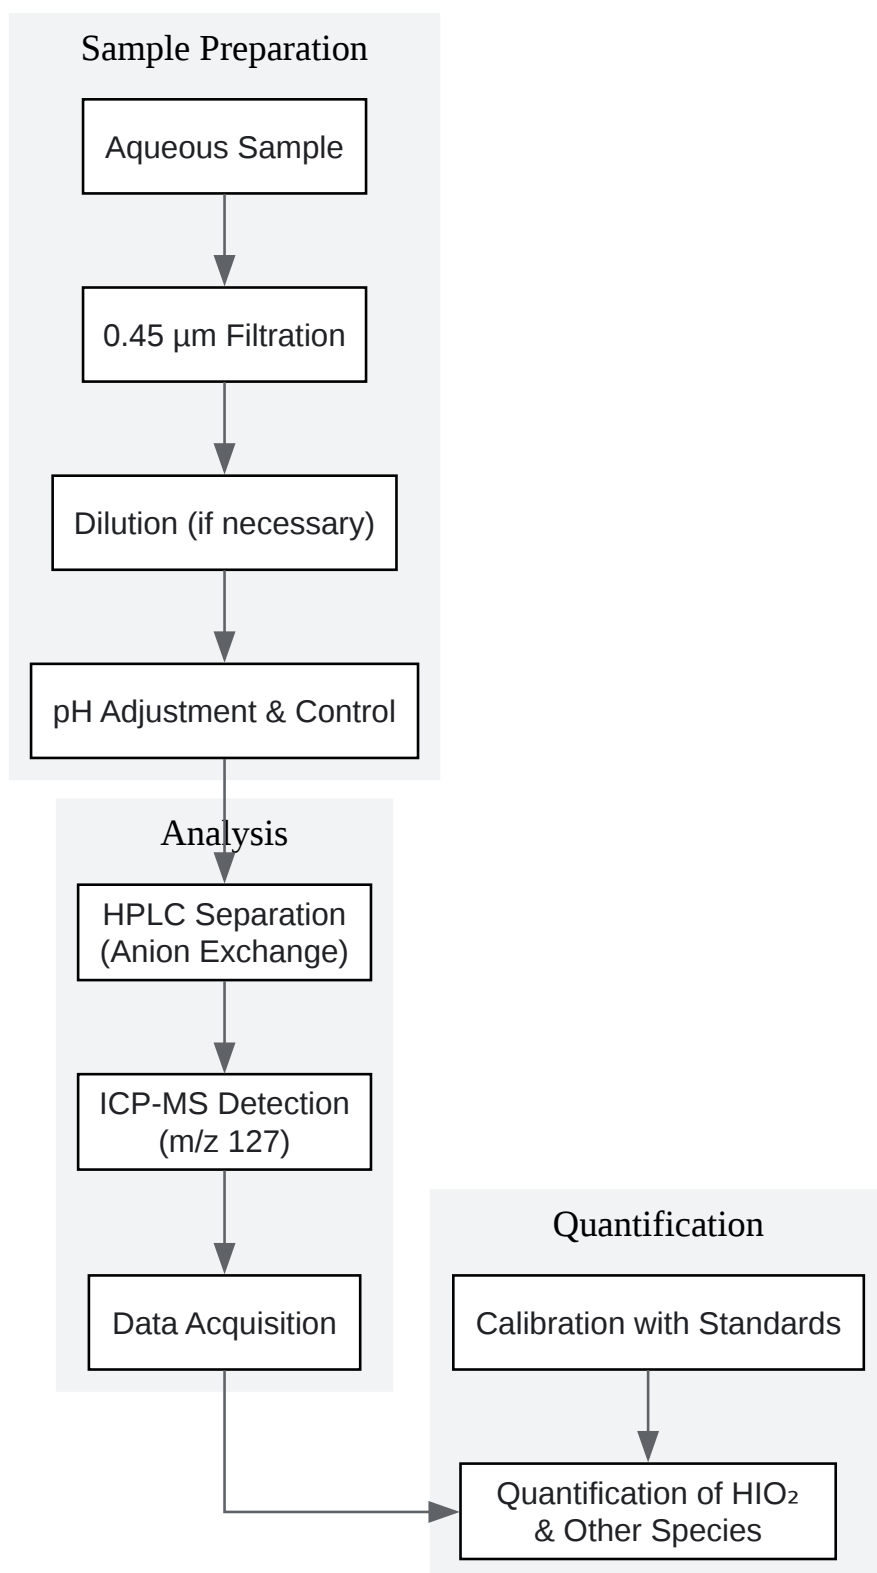 Sample Preparation
Aqueous Sample
0.45 µm Filtration
Dilution (if necessary)
pH Adjustment & Control
Analysis
HPLC Separation
(Anion Exchange)
ICP-MS Detection
(m/z 127)
Data Acquisition
Quantification
Calibration with Standards
Quantification of HIO₂
& Other Species